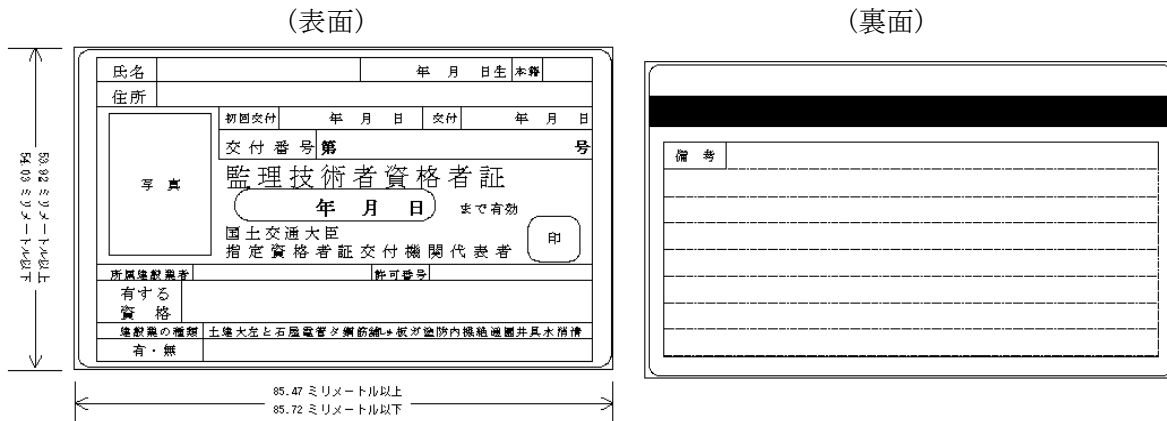 （表面）
（裏面）
氏名
年 月 日生 本籍
住所
初回交付 年 月 日 交付 年 月 日
交付番号 第 号
写真
監理技術者資格者証
年 月 日 まで有効
国土交通大臣
指定資格者証交付機関代表者
印
所属建設業者 許可番号
有する
資格
建設業の種類 土建大左と石屋電管タ鋼筋舗しゅ板ガ塗防内機絶通園井具水消清
有・無
53.92 ミリメートル以上
54.03 ミリメートル以下
85.47 ミリメートル以上
85.72 ミリメートル以下
備考